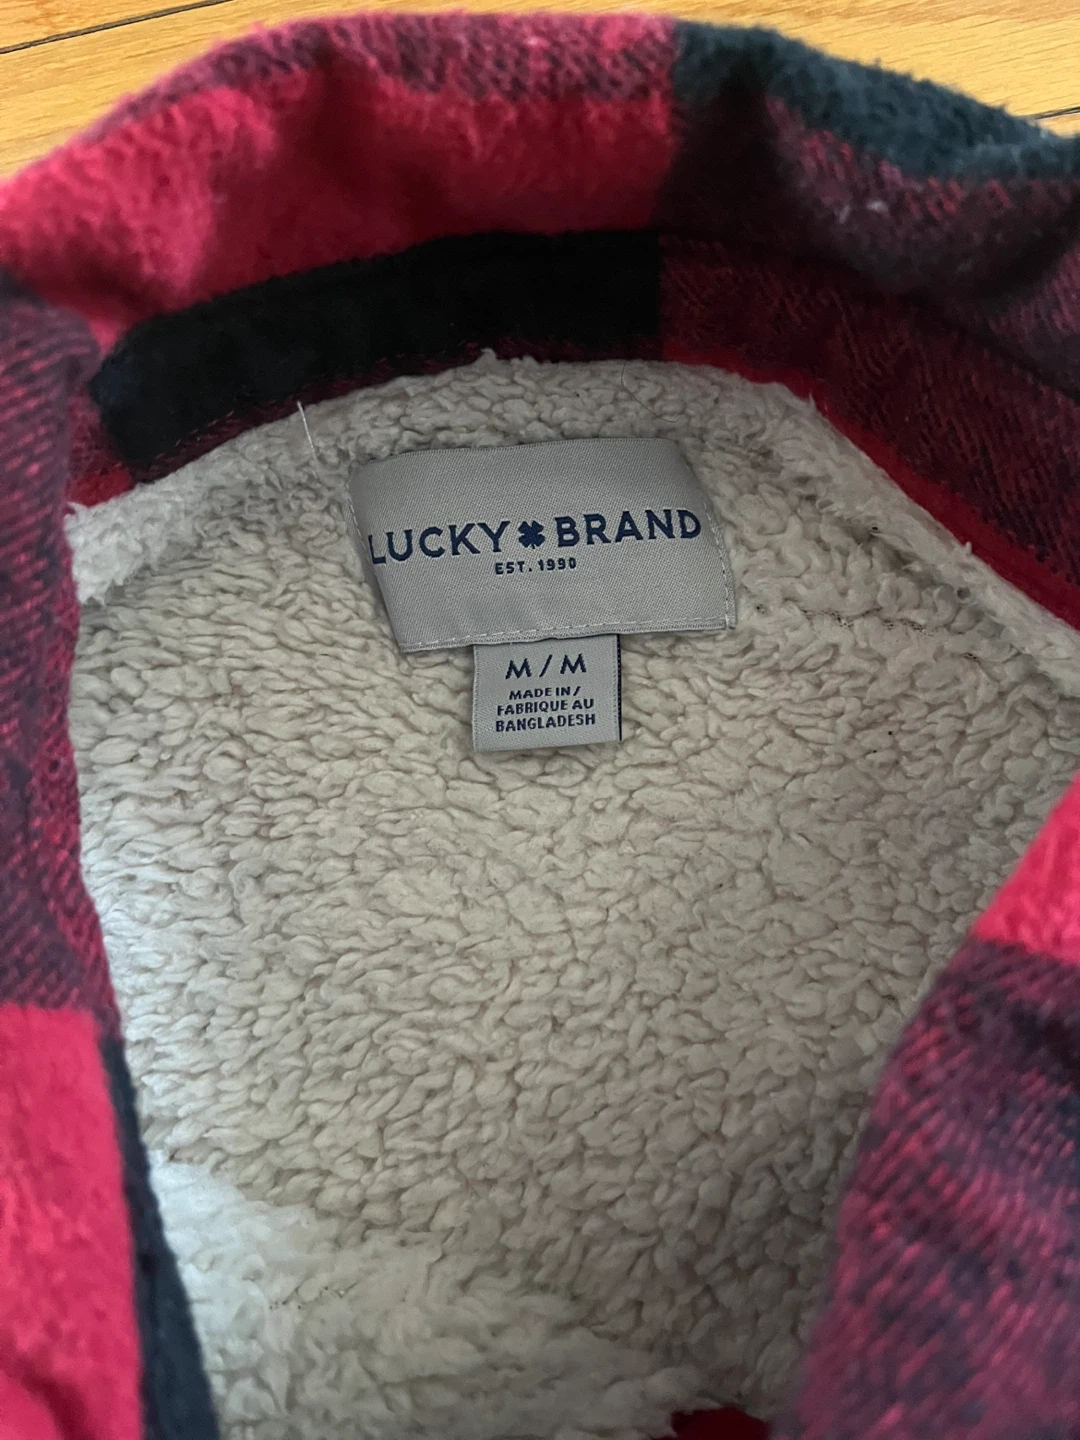 LUCKY BRAND
EST. 1990
M / M
MADE IN /
FABRIQUE AU
BANGLADESH